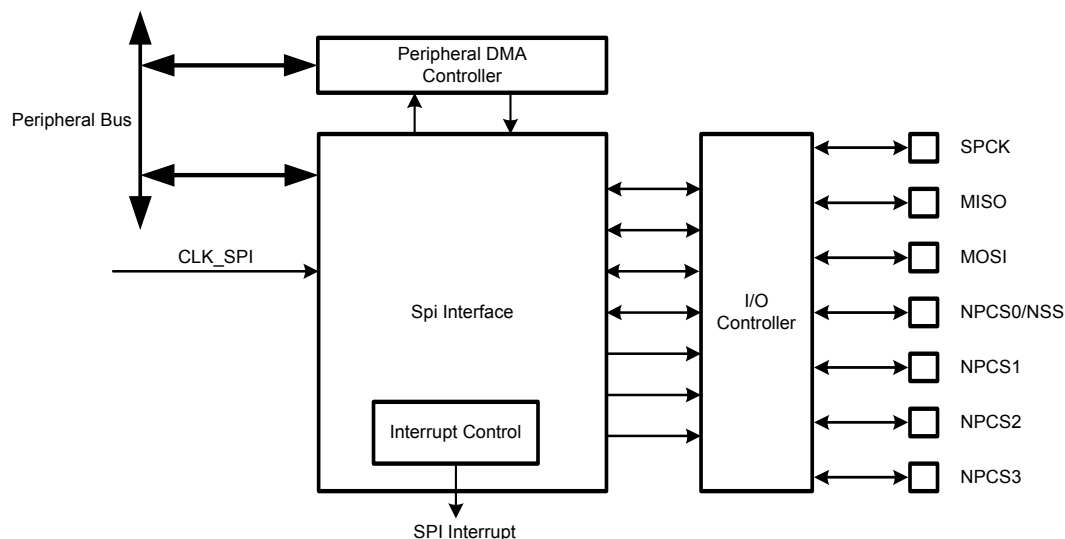 Peripheral DMA
Controller
Peripheral Bus
CLK_SPI
Spi Interface
Interrupt Control
SPI Interrupt
I/O
Controller
SPCK
MISO
MOSI
NPCS0/NSS
NPCS1
NPCS2
NPCS3